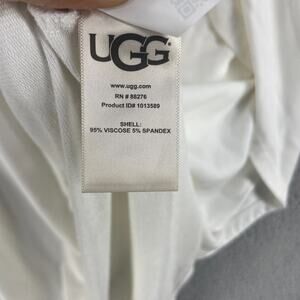 UGG
www.ugg.com
RN # 88276
Product ID# 1013589
SHELL:
95% VISCOSE 5% SPANDEX